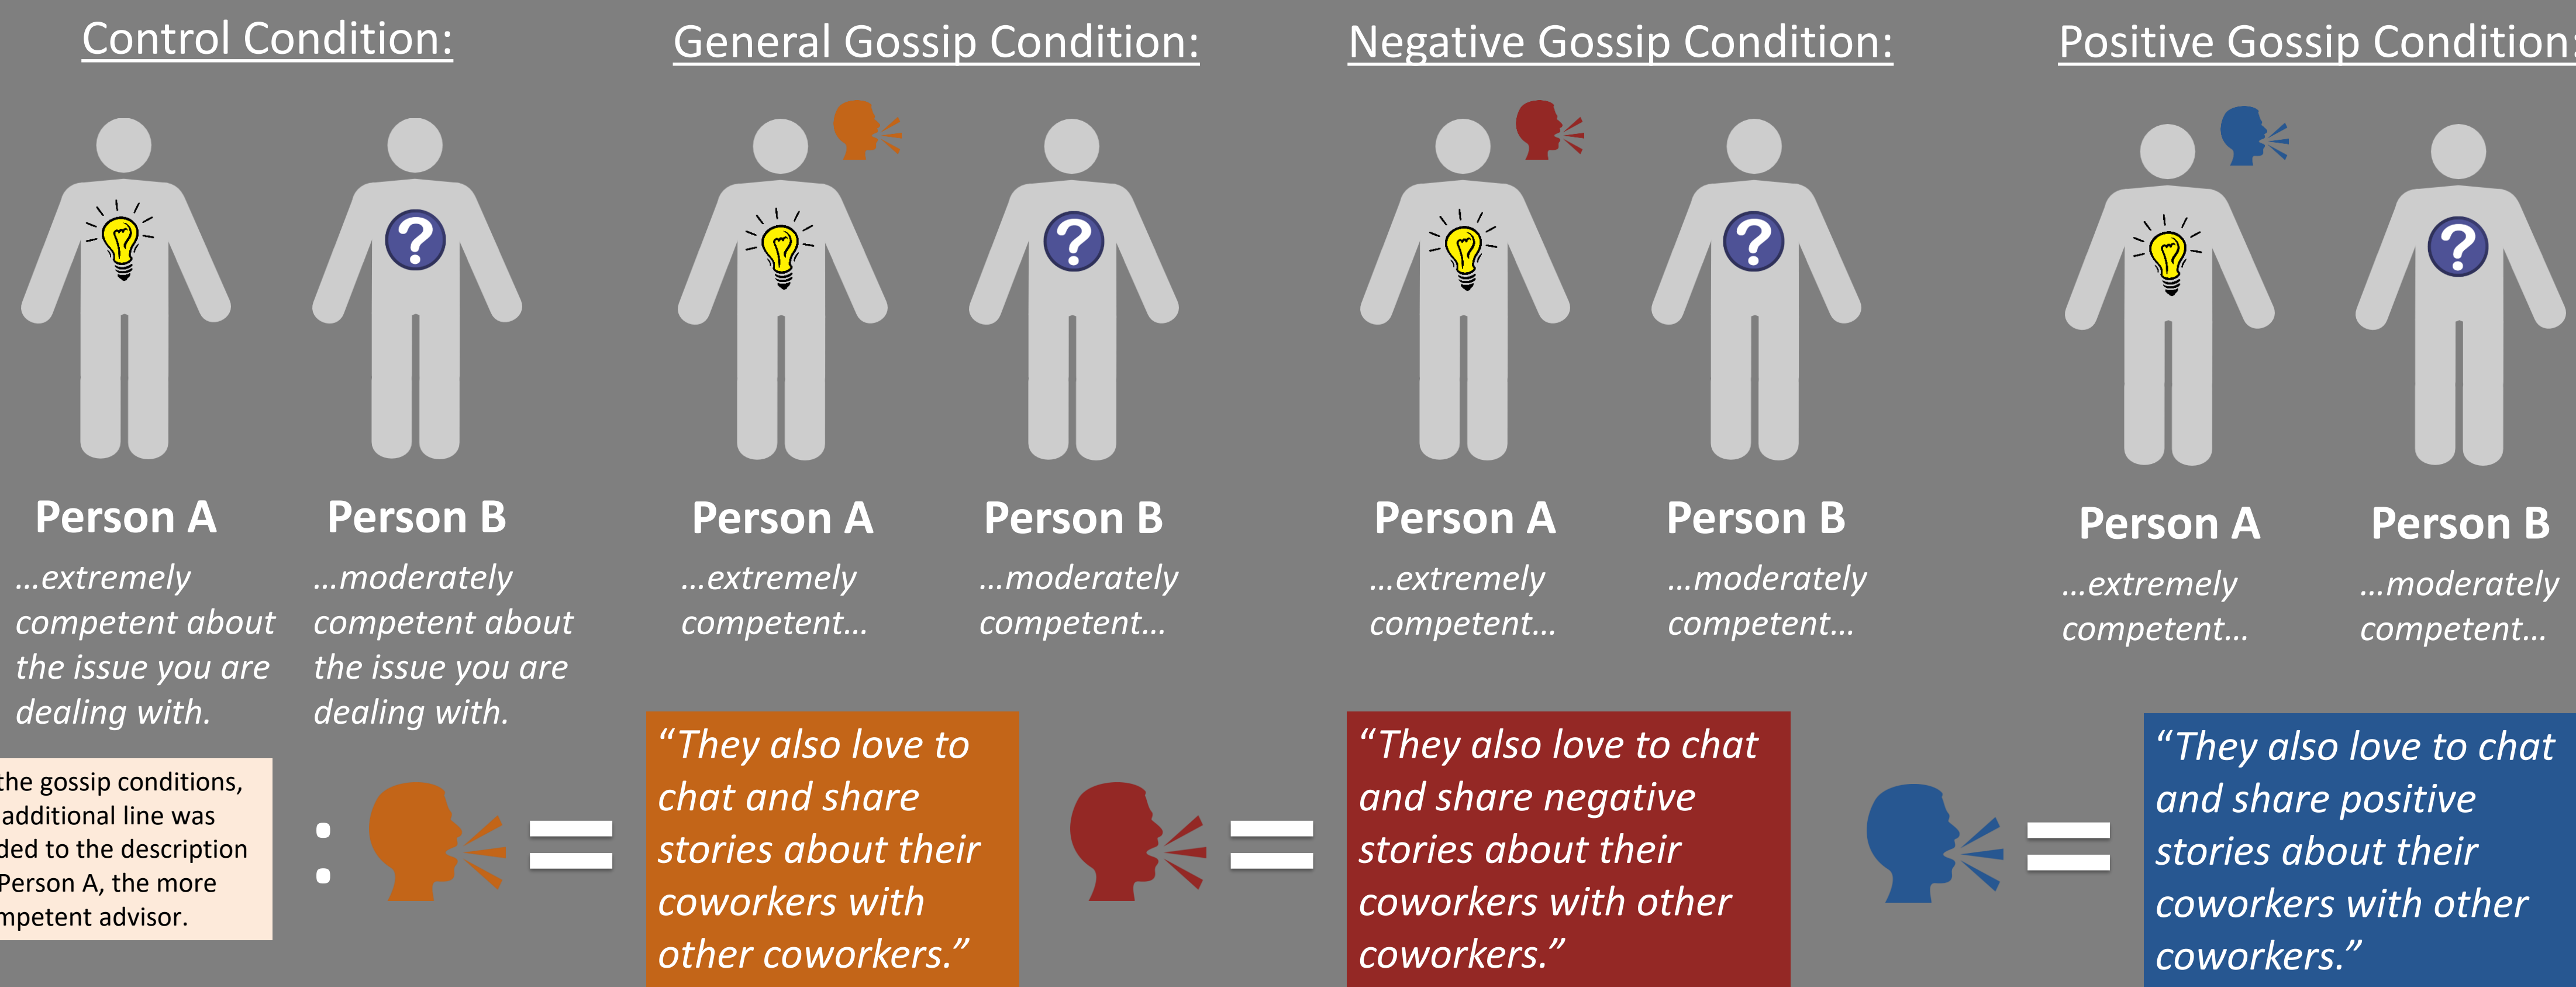 Control Condition:
General Gossip Condition:
Negative Gossip Condition:
Positive Gossip Condition:
?
?
?
?
Person A
Person B
Person A
Person B
Person A
Person B
Person A
Person B
...extremely
competent about
the issue you are
dealing with.
...moderately
competent about
the issue you are
dealing with.
...extremely
competent...
...moderately
competent...
...extremely
competent...
...moderately
competent...
...extremely
competent...
...moderately
competent...
the gossip conditions,
additional line was
ded to the description
Person A, the more
mpetent advisor.
:
=
“They also love to
chat and share
stories about their
coworkers with
other coworkers.”
=
“They also love to chat
and share negative
stories about their
coworkers with other
coworkers.”
=
“They also love to chat
and share positive
stories about their
coworkers with other
coworkers.”